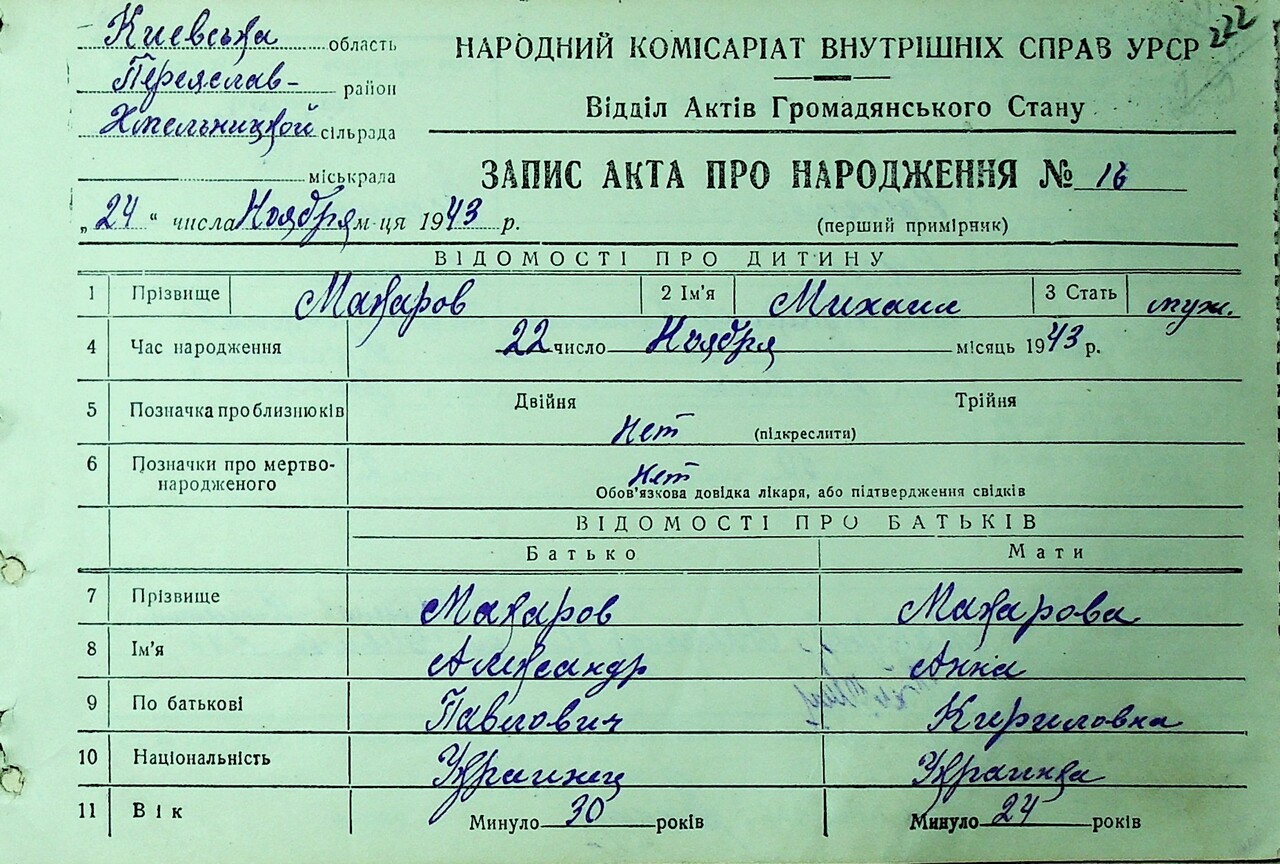 222
Киевська область
Переяслав- район
Хмельницкой сільрада
міськрада
„ 24 “ числа Ноября м-ця 1943 р.
НАРОДНИЙ КОМІСАРІАТ ВНУТРІШНІХ СПРАВ УРСР
Відділ Актів Громадянського Стану
ЗАПИС АКТА ПРО НАРОДЖЕННЯ № 16
(перший примірник)
ВІДОМОСТІ ПРО ДИТИНУ
1 Прізвище Макаров 2 Ім'я Михаил 3 Стать муж.
4 Час народження 22 число Ноября місяць 1943 р.
5 Позначка про близнюків Двійня Трійня
Нет (підкреслити)
6 Позначки про мертво-
народженого Нет
Обов'язкова довідка лікаря, або підтвердження свідків
ВІДОМОСТІ ПРО БАТЬКІВ
Батько Мати
7 Прізвище Макаров Макарова
8 Ім'я Александр Анна
9 По батькові Павлович Кириловна
10 Національність Украинец Украинка
11 Вік Минуло 30 років Минуло 24 років